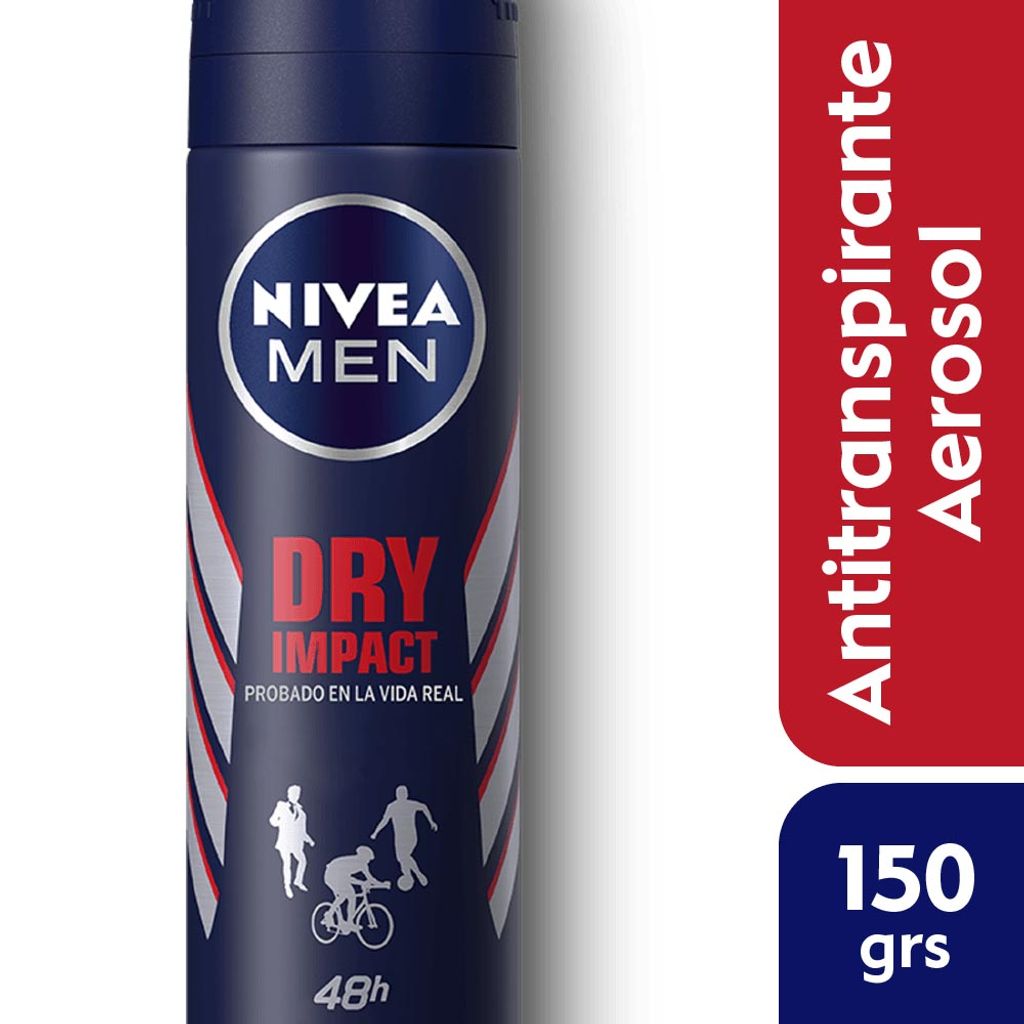 NIVEA
MEN
DRY
IMPACT
PROBADO EN LA VIDA REAL
48h
Antitranspirante
Aerosol
150
grs